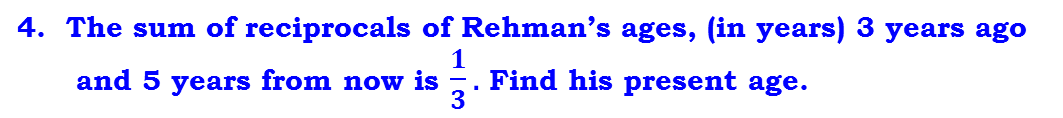 4. The sum of reciprocals of Rehman’s ages, (in years) 3 years ago
and 5 years from now is 1/3. Find his present age.